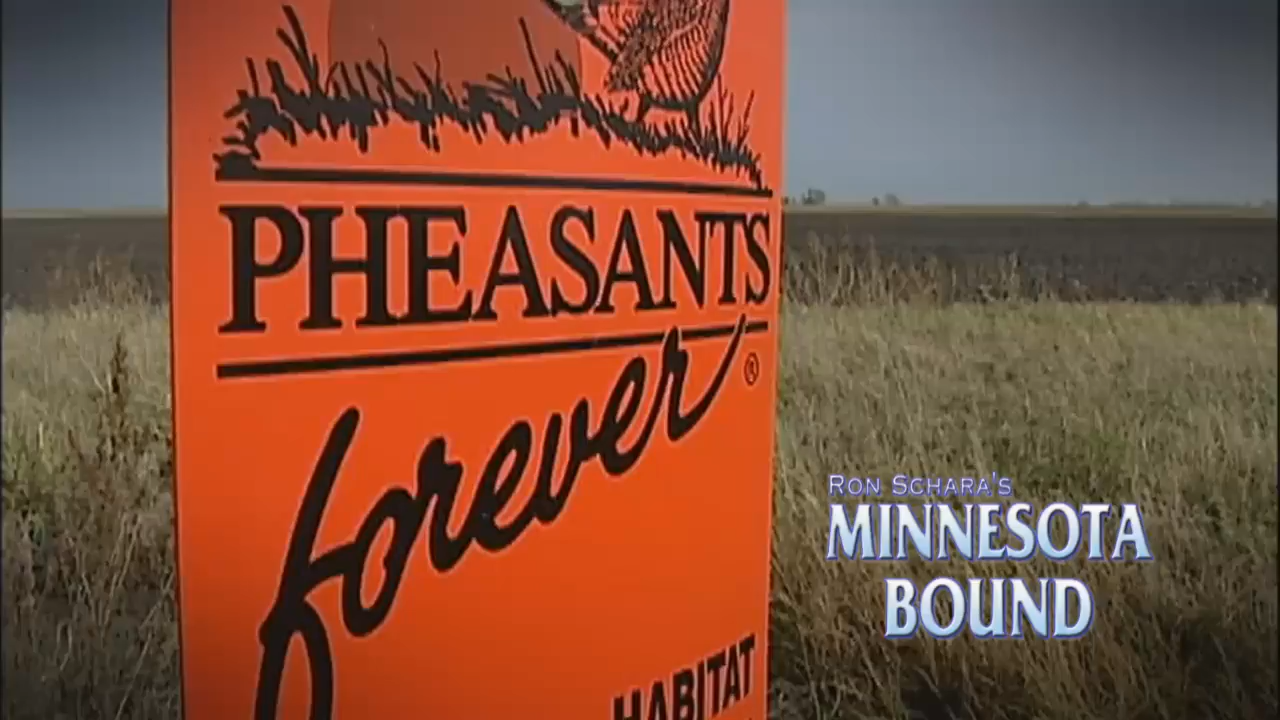 PHEASANTS
forever®
HABITAT
RON SCHARA'S
MINNESOTA
BOUND